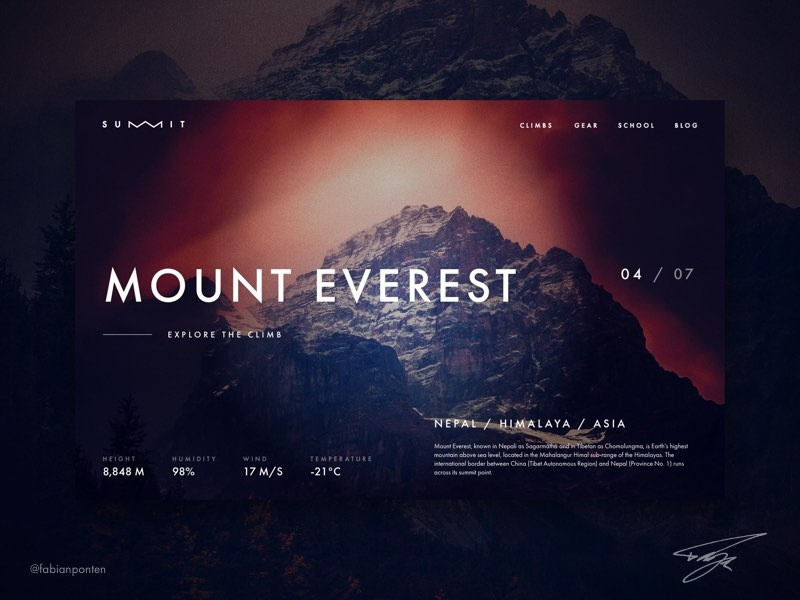 SUMMIT
CLIMBS GEAR SCHOOL BLOG
MOUNT EVEREST
04 / 07
EXPLORE THE CLIMB
NEPAL / HIMALAYA / ASIA
Mount Everest, known in Nepali as Sagarmatha and in Tibetan as Chomolungma, is Earth's highest
mountain above sea level, located in the Mahalangur Himal sub-range of the Himalayas. The
international border between China (Tibet Autonomous Region) and Nepal (Province No. 1) runs
across its summit point.
HEIGHT HUMIDITY WIND TEMPERATURE
8,848 M 98% 17 M/S -21°C
@fabianponten